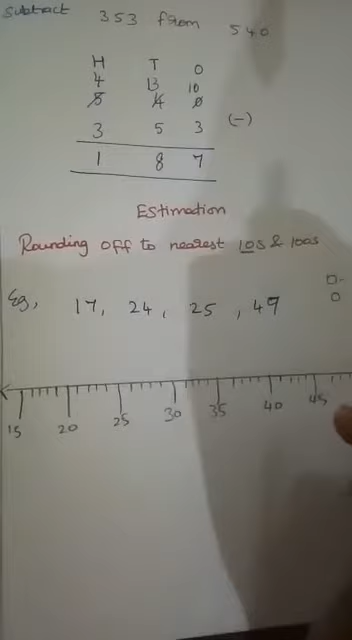 Subtract 353 from 540
H T O
4 13 10
5 4 0
3 5 3 (-)
1 8 7
Estimation
Rounding off to nearest 10s & 100s
Eg, 17, 24, 25, 49
15 20 25 30 35 40 45